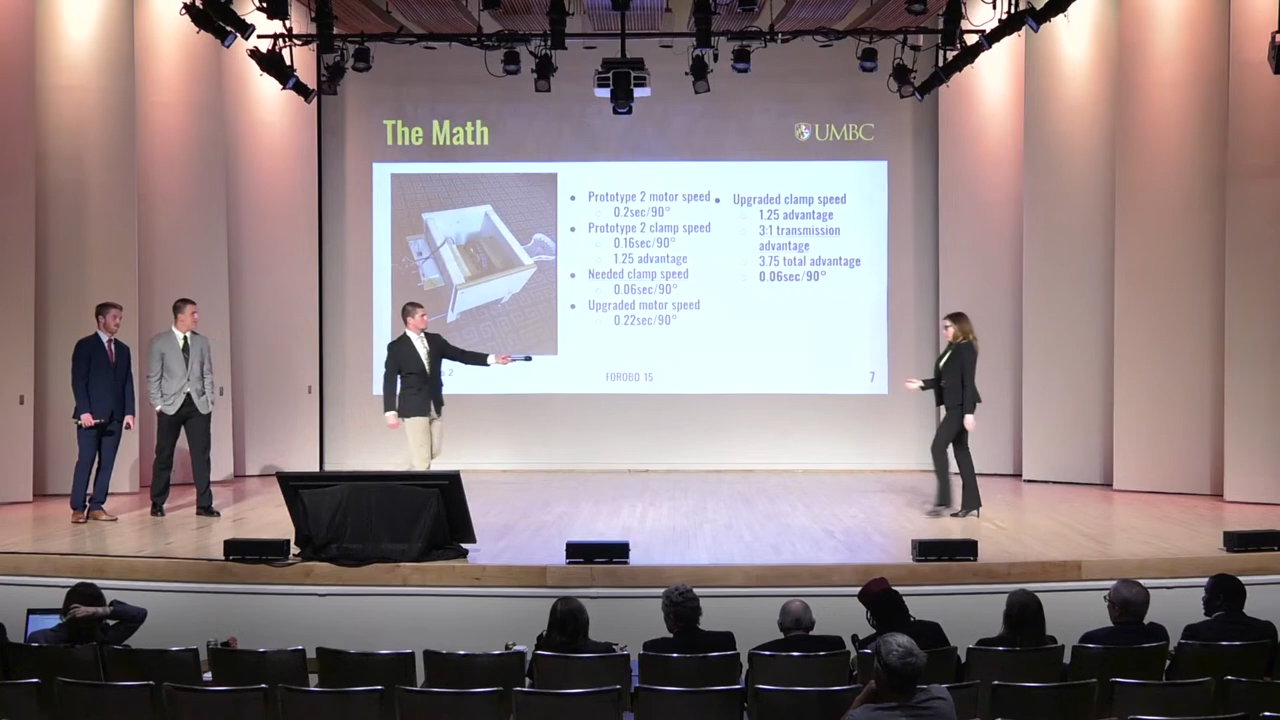 The Math
UMBC
Prototype 2 motor speed
0.2sec/90°
Prototype 2 clamp speed
0.16sec/90°
1.25 advantage
Needed clamp speed
0.06sec/90°
Upgraded motor speed
0.22sec/90°
Upgraded clamp speed
1.25 advantage
3:1 transmission
advantage
3.75 total advantage
0.06sec/90°
2
FOROBO 15
7